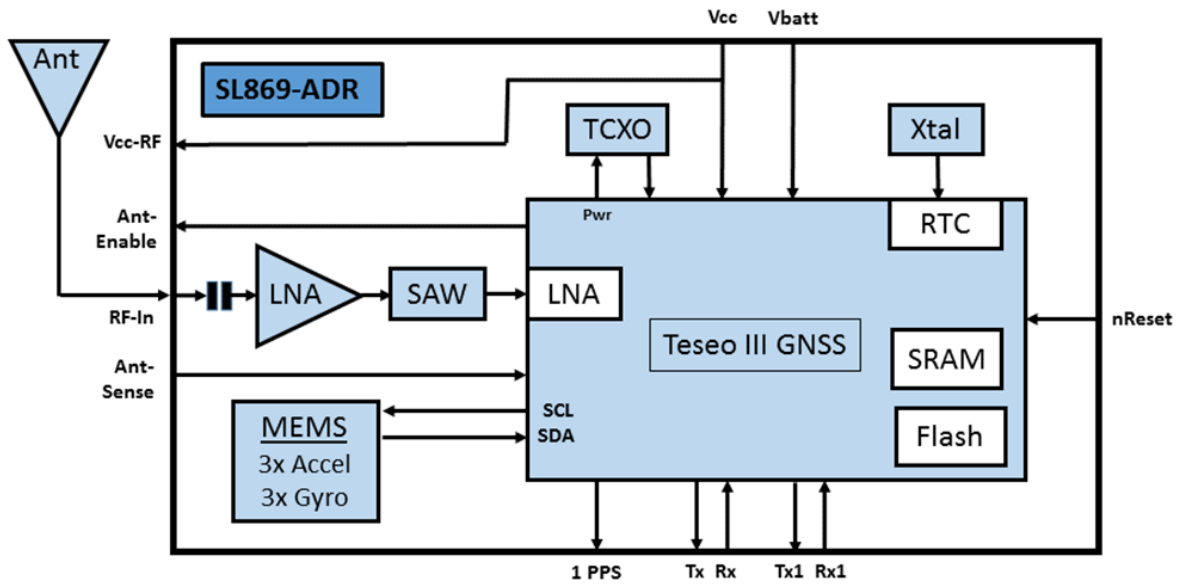 Vcc Vbatt
Ant
SL869-ADR
TCXO
Xtal
Vcc-RF
Pwr
RTC
Ant-
Enable
LNA
SAW
LNA
RF-In
nReset
Teseo III GNSS
SRAM
Ant-
Sense
SCL
MEMS
SDA
Flash
3x Accel
3x Gyro
1 PPS Tx Rx Tx1 Rx1